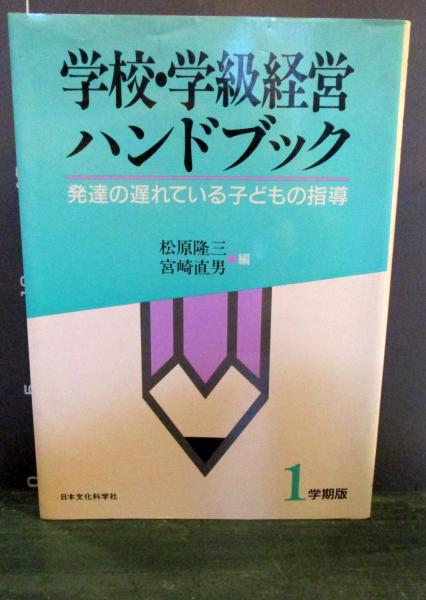 学校・学級経営
ハンドブック
発達の遅れている子どもの指導
松原隆三
宮崎直男 編
日本文化科学社
1学期版